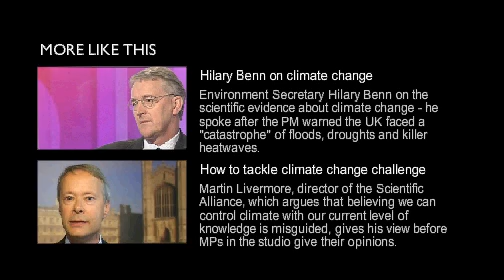 MORE LIKE THIS
Hilary Benn on climate change
Environment Secretary Hilary Benn on the
scientific evidence about climate change - he
spoke after the PM warned the UK faced a
"catastrophe" of floods, droughts and killer
heatwaves.
How to tackle climate change challenge
Martin Livermore, director of the Scientific
Alliance, which argues that believing we can
control climate with our current level of
knowledge is misguided, gives his view before
MPs in the studio give their opinions.